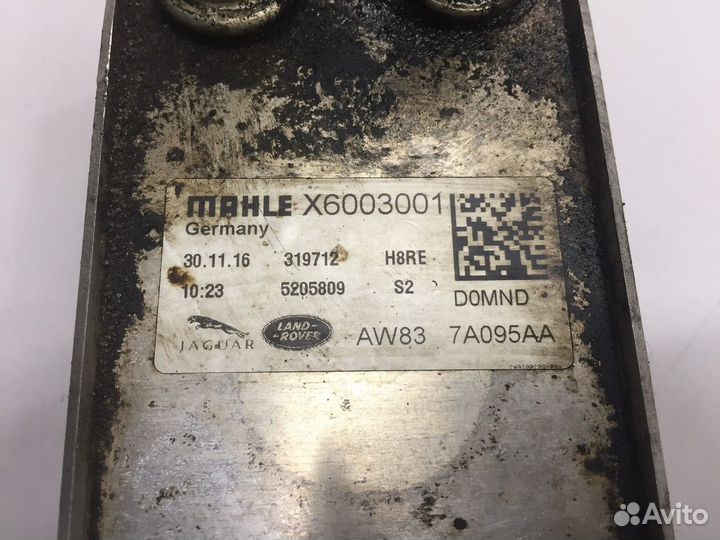 MAHLE X6003001
Germany
30.11.16 319712 H8RE
10:23 5205809 S2 D0MND
JAGUAR LAND-ROVER AW83 7A095AA
Avito